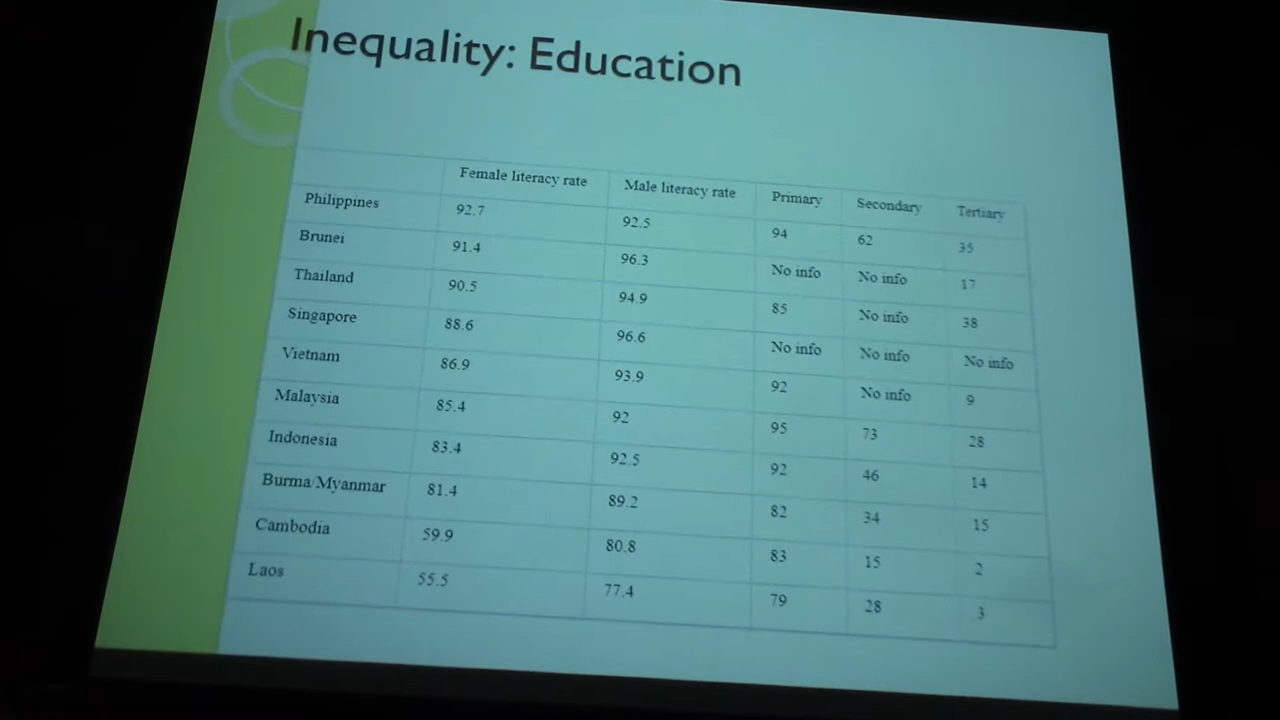 Inequality: Education
Female literacy rate Male literacy rate Primary Secondary Tertiary
Philippines 92.7 92.5 94 62 35
Brunei 91.4 96.3 No info No info 17
Thailand 90.5 94.9 85 No info 38
Singapore 88.6 96.6 No info No info No info
Vietnam 86.9 93.9 92 No info 9
Malaysia 85.4 92 95 73 28
Indonesia 83.4 92.5 92 46 14
Burma/Myanmar 81.4 89.2 82 34 15
Cambodia 59.9 80.8 83 15 2
Laos 55.5 77.4 79 28 3